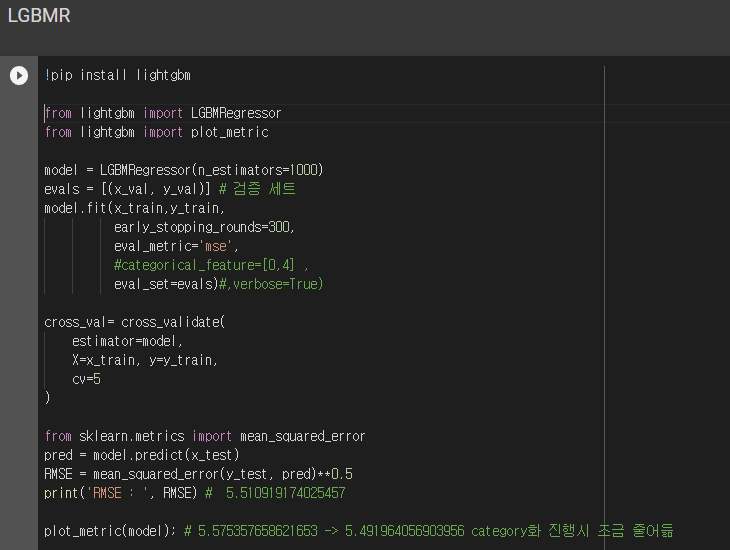 LGBMR
!pip install lightgbm
from lightgbm import LGBMRegressor
from lightgbm import plot_metric
model = LGBMRegressor(n_estimators=1000)
evals = [(x_val, y_val)] # 검증 세트
model.fit(x_train,y_train,
early_stopping_rounds=300,
eval_metric='mse',
#categorical_feature=[0,4] ,
eval_set=evals)#,verbose=True)
cross_val= cross_validate(
estimator=model,
X=x_train, y=y_train,
cv=5
)
from sklearn.metrics import mean_squared_error
pred = model.predict(x_test)
RMSE = mean_squared_error(y_test, pred)**0.5
print('RMSE : ', RMSE) #  5.510919174025457
plot_metric(model); # 5.575357658621653 -> 5.491964056903956 category화 진행시 조금 줄어듦